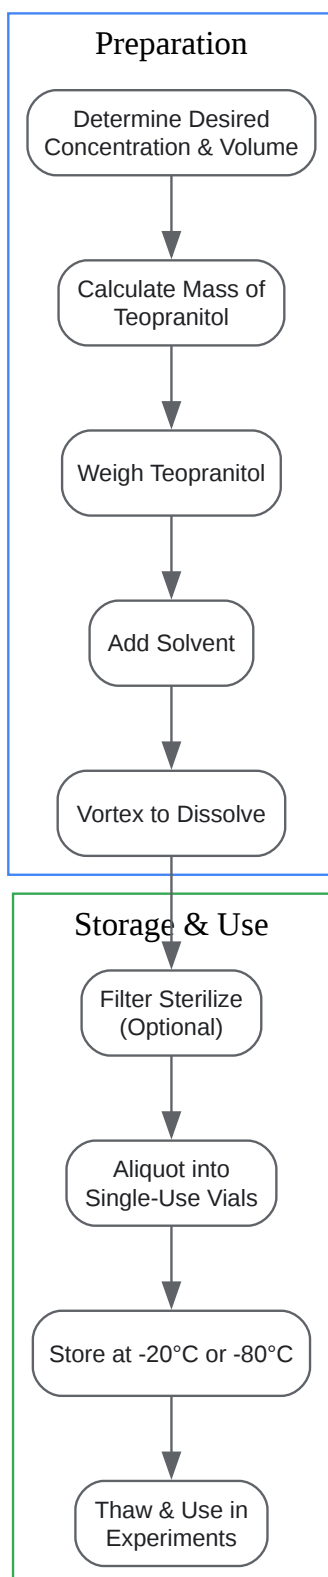 Preparation
Determine Desired
Concentration & Volume
Calculate Mass of
Teopranitol
Weigh Teopranitol
Add Solvent
Vortex to Dissolve
Storage & Use
Filter Sterilize
(Optional)
Aliquot into
Single-Use Vials
Store at -20°C or -80°C
Thaw & Use in
Experiments